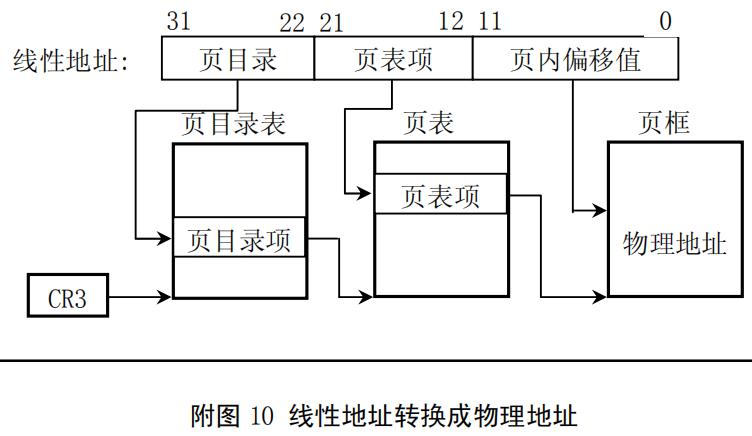 31 22 21 12 11 0
线性地址: 页目录 页表项 页内偏移值
页目录表 页表 页框
页表项
页目录项 物理地址
CR3
附图 10 线性地址转换成物理地址